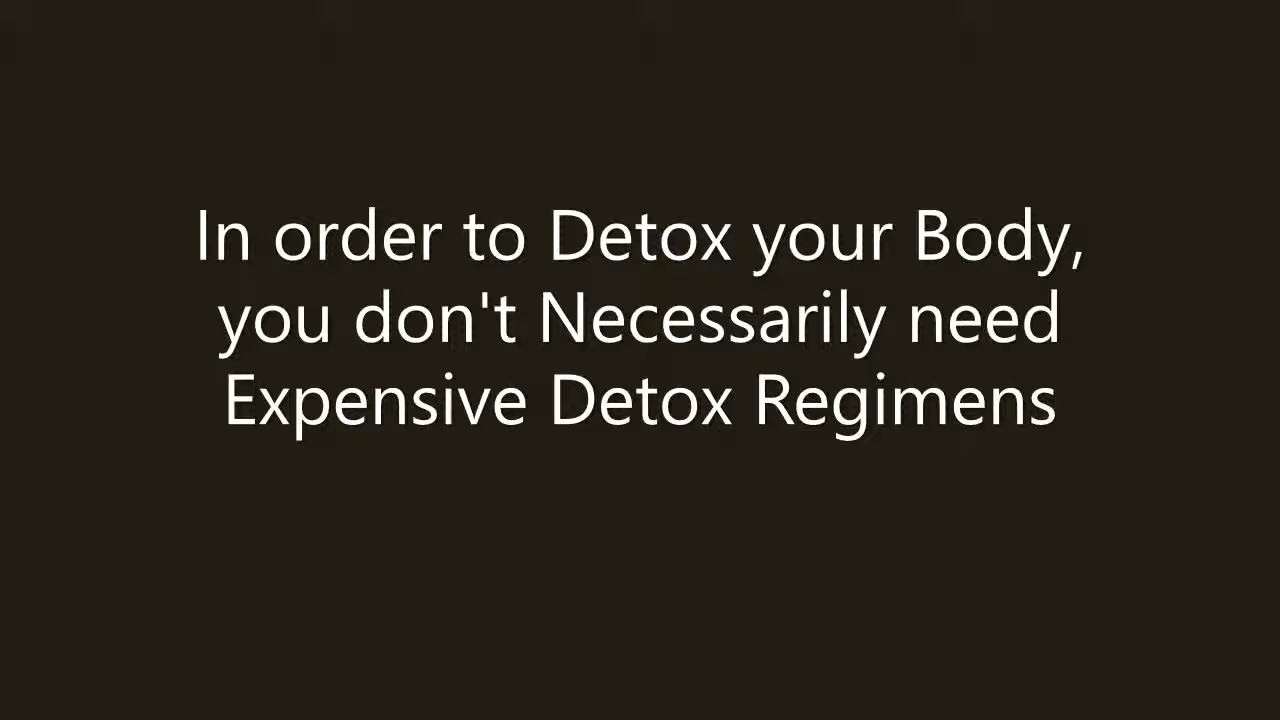 In order to Detox your Body,
you don't Necessarily need
Expensive Detox Regimens